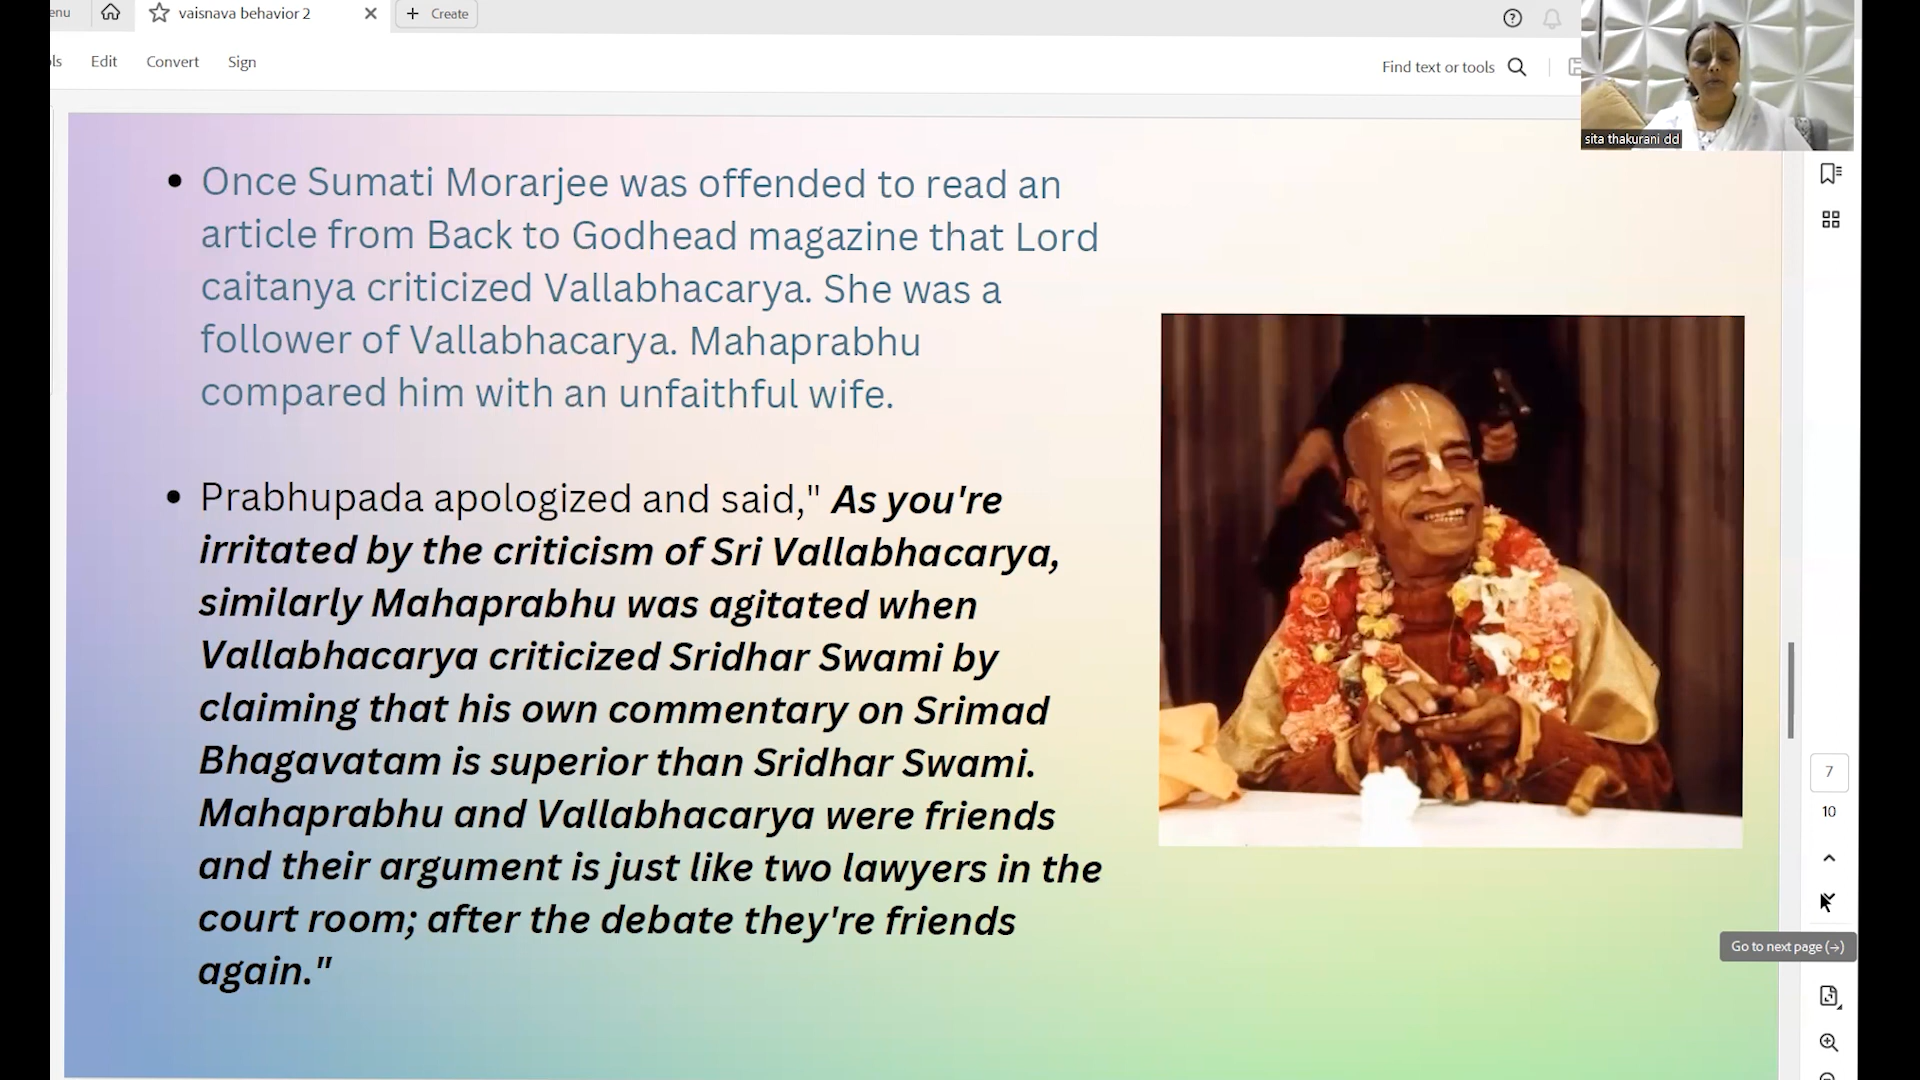 enu
vaisnava behavior 2
Create
ls
Edit
Convert
Sign
Find text or tools
sita thakurani dd
• Once Sumati Morarjee was offended to read an
article from Back to Godhead magazine that Lord
caitanya criticized Vallabhacarya. She was a
follower of Vallabhacarya. Mahaprabhu
compared him with an unfaithful wife.
• Prabhupada apologized and said," As you're
irritated by the criticism of Sri Vallabhacarya,
similarly Mahaprabhu was agitated when
Vallabhacarya criticized Sridhar Swami by
claiming that his own commentary on Srimad
Bhagavatam is superior than Sridhar Swami.
Mahaprabhu and Vallabhacarya were friends
and their argument is just like two lawyers in the
court room; after the debate they're friends
again."
7
10
Go to next page (→)